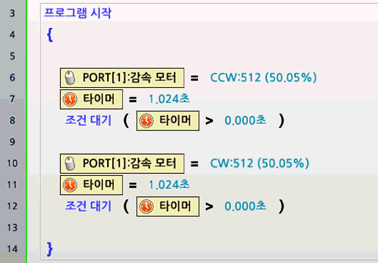 3 프로그램 시작
4 {
5
6 PORT[1]:감속 모터 = CCW:512 (50.05%)
7 타이머 = 1.024초
8 조건 대기 ( 타이머 > 0.000초 )
9
10 PORT[1]:감속 모터 = CW:512 (50.05%)
11 타이머 = 1.024초
12 조건 대기 ( 타이머 > 0.000초 )
13
14 }